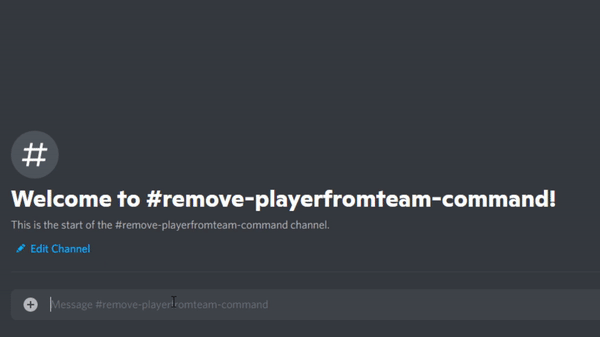 #
Welcome to #remove-playerfromteam-command!
This is the start of the #remove-playerfromteam-command channel.
Edit Channel
Message #remove-playerfromteam-command